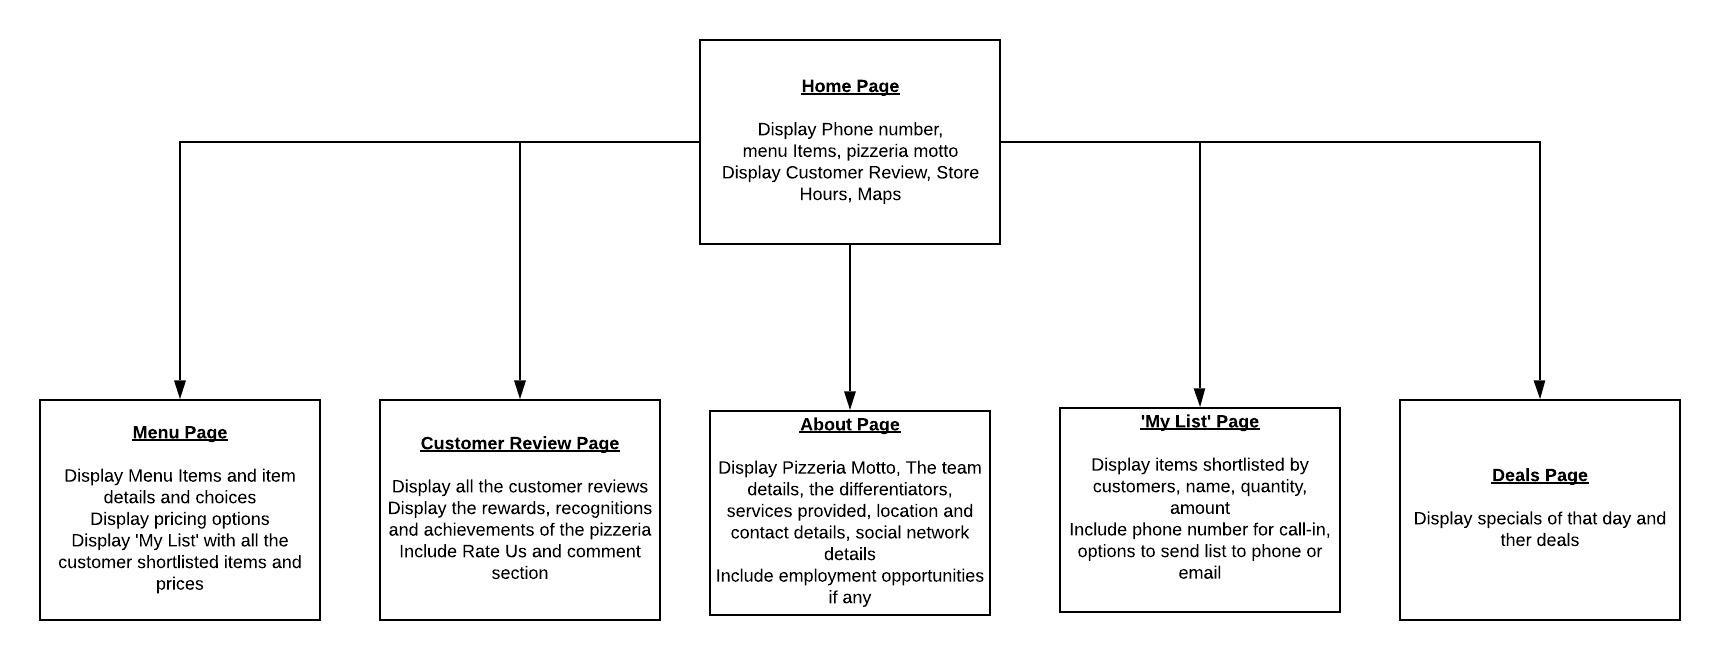 Home Page
Display Phone number,
menu Items, pizzeria motto
Display Customer Review, Store
Hours, Maps
Menu Page
Display Menu Items and item
details and choices
Display pricing options
Display 'My List' with all the
customer shortlisted items and
prices
Customer Review Page
Display all the customer reviews
Display the rewards, recognitions
and achievements of the pizzeria
Include Rate Us and comment
section
About Page
Display Pizzeria Motto, The team
details, the differentiators,
services provided, location and
contact details, social network
details
Include employment opportunities
if any
'My List' Page
Display items shortlisted by
customers, name, quantity,
amount
Include phone number for call-in,
options to send list to phone or
email
Deals Page
Display specials of that day and
ther deals